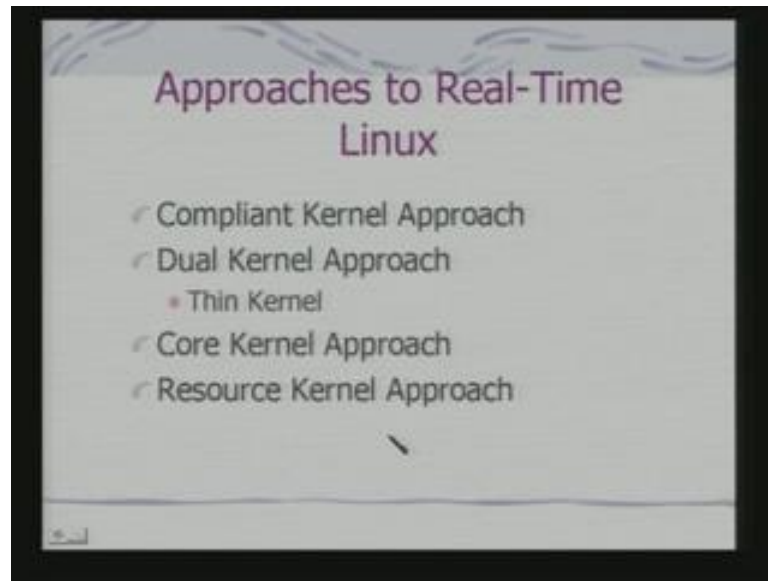 Approaches to Real-Time
Linux
Compliant Kernel Approach
Dual Kernel Approach
Thin Kernel
Core Kernel Approach
Resource Kernel Approach